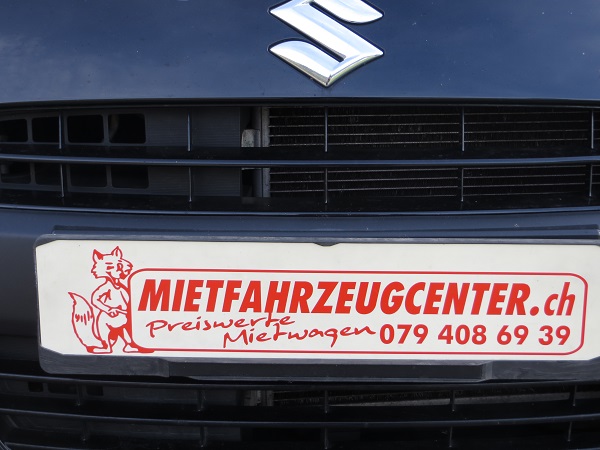 MIETFAHRZEUGCENTER.ch
Preiswerte
Mietwagen 079 408 69 39